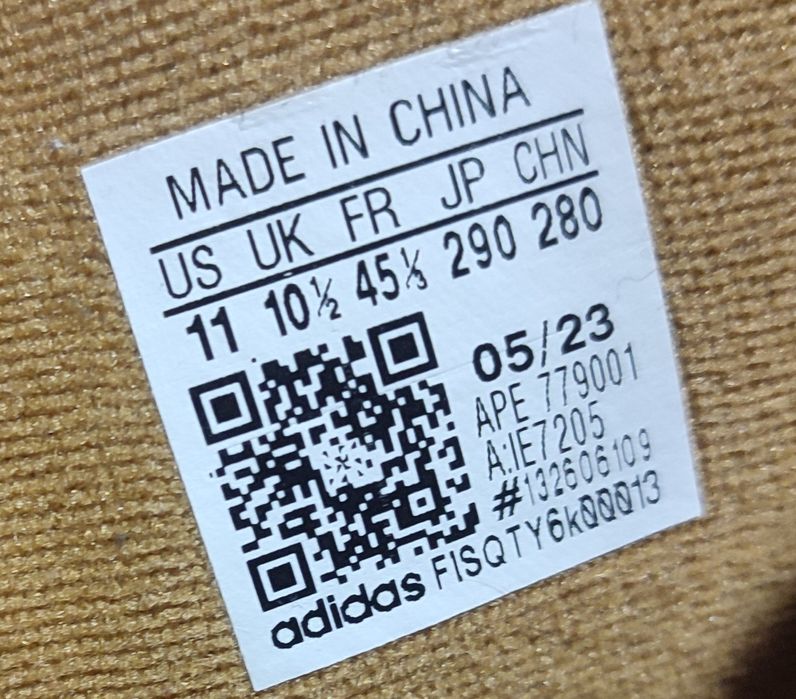 MADE IN CHINA
US UK FR JP CHN
11 10½ 45⅓ 290 280
05/23
APE 779001
A:IE7205
#132606109
adidas FISQTY6k00013